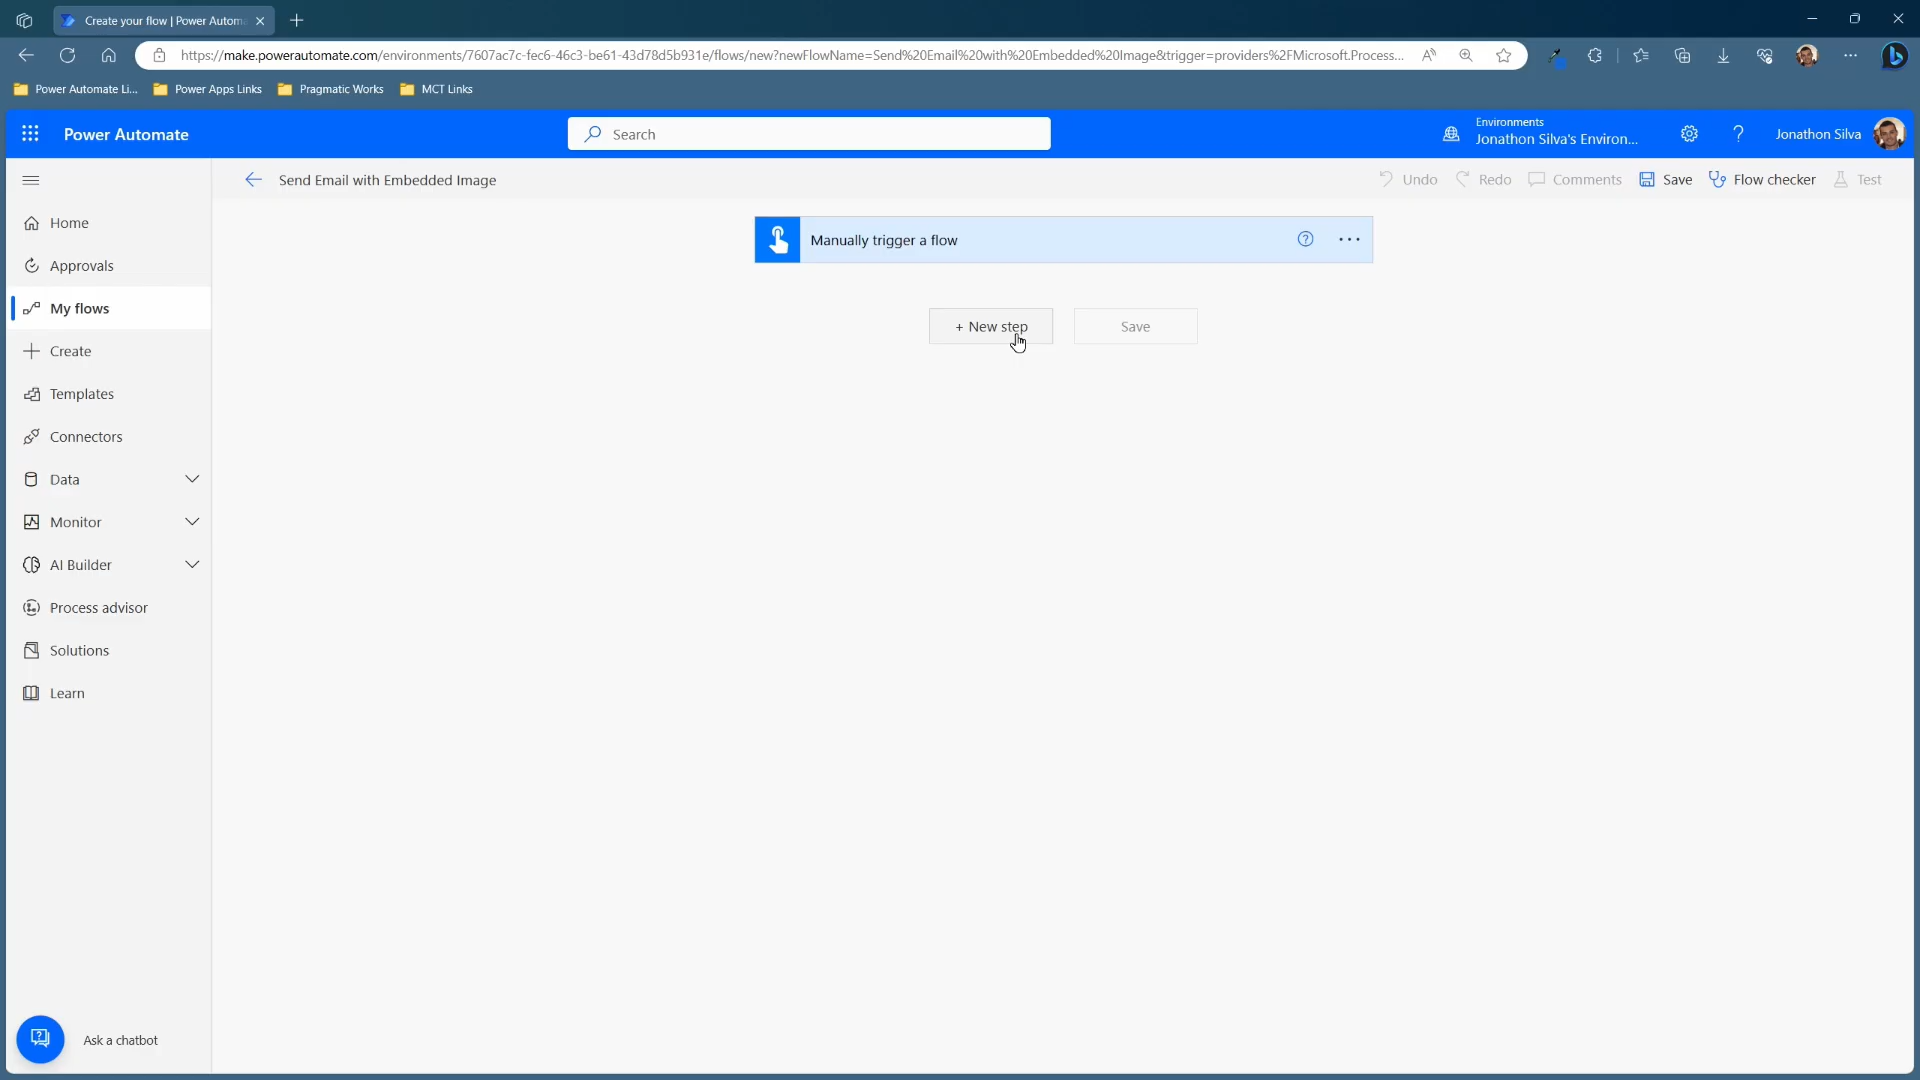 Create your flow | Power Autom
https://make.powerautomate.com/environments/7607ac7c-fec6-46c3-be61-43d78d5b931e/flows/new?newFlowName=Send%20Email%20with%20Embedded%20Image&trigger=providers%2FMicrosoft.Process...
Power Automate Li...
Power Apps Links
Pragmatic Works
MCT Links
Power Automate
Search
Environments
Jonathon Silva's Environ...
Jonathon Silva
Send Email with Embedded Image
Undo
Redo
Comments
Save
Flow checker
Test
Manually trigger a flow
+ New step
Save
Home
Approvals
My flows
Create
Templates
Connectors
Data
Monitor
AI Builder
Process advisor
Solutions
Learn
Ask a chatbot